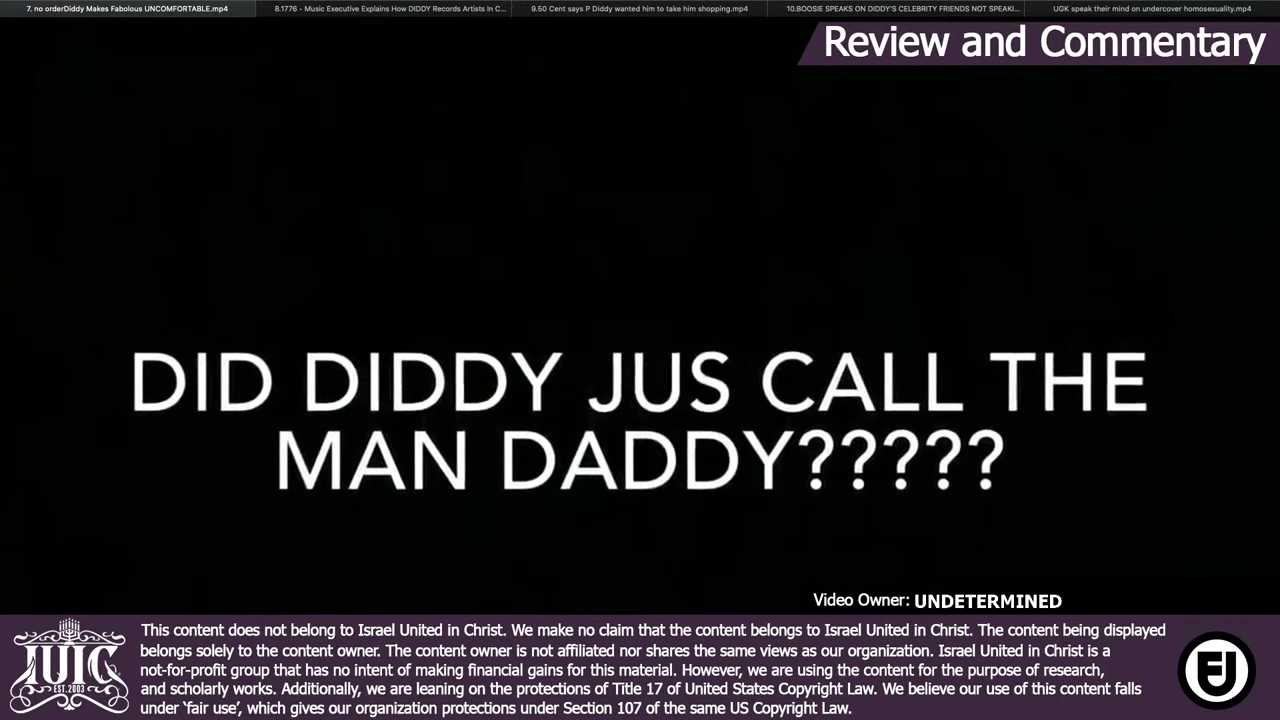 7. no orderDiddy Makes Fabolous UNCOMFORTABLE.mp4
8.1776 - Music Executive Explains How DIDDY Records Artists In C...
9.50 Cent says P Diddy wanted him to take him shopping.mp4
10.BOOSIE SPEAKS ON DIDDY'S CELEBRITY FRIENDS NOT SPEAKI...
UGK speak their mind on undercover homosexuality.mp4
Review and Commentary
DID DIDDY JUS CALL THE
MAN DADDY?????
Video Owner: UNDETERMINED
IUIC
EST.2003
This content does not belong to Israel United in Christ. We make no claim that the content belongs to Israel United in Christ. The content being displayed
belongs solely to the content owner. The content owner is not affiliated nor shares the same views as our organization. Israel United in Christ is a
not-for-profit group that has no intent of making financial gains for this material. However, we are using the content for the purpose of research,
and scholarly works. Additionally, we are leaning on the protections of Title 17 of United States Copyright Law. We believe our use of this content falls
under ‘fair use’, which gives our organization protections under Section 107 of the same US Copyright Law.